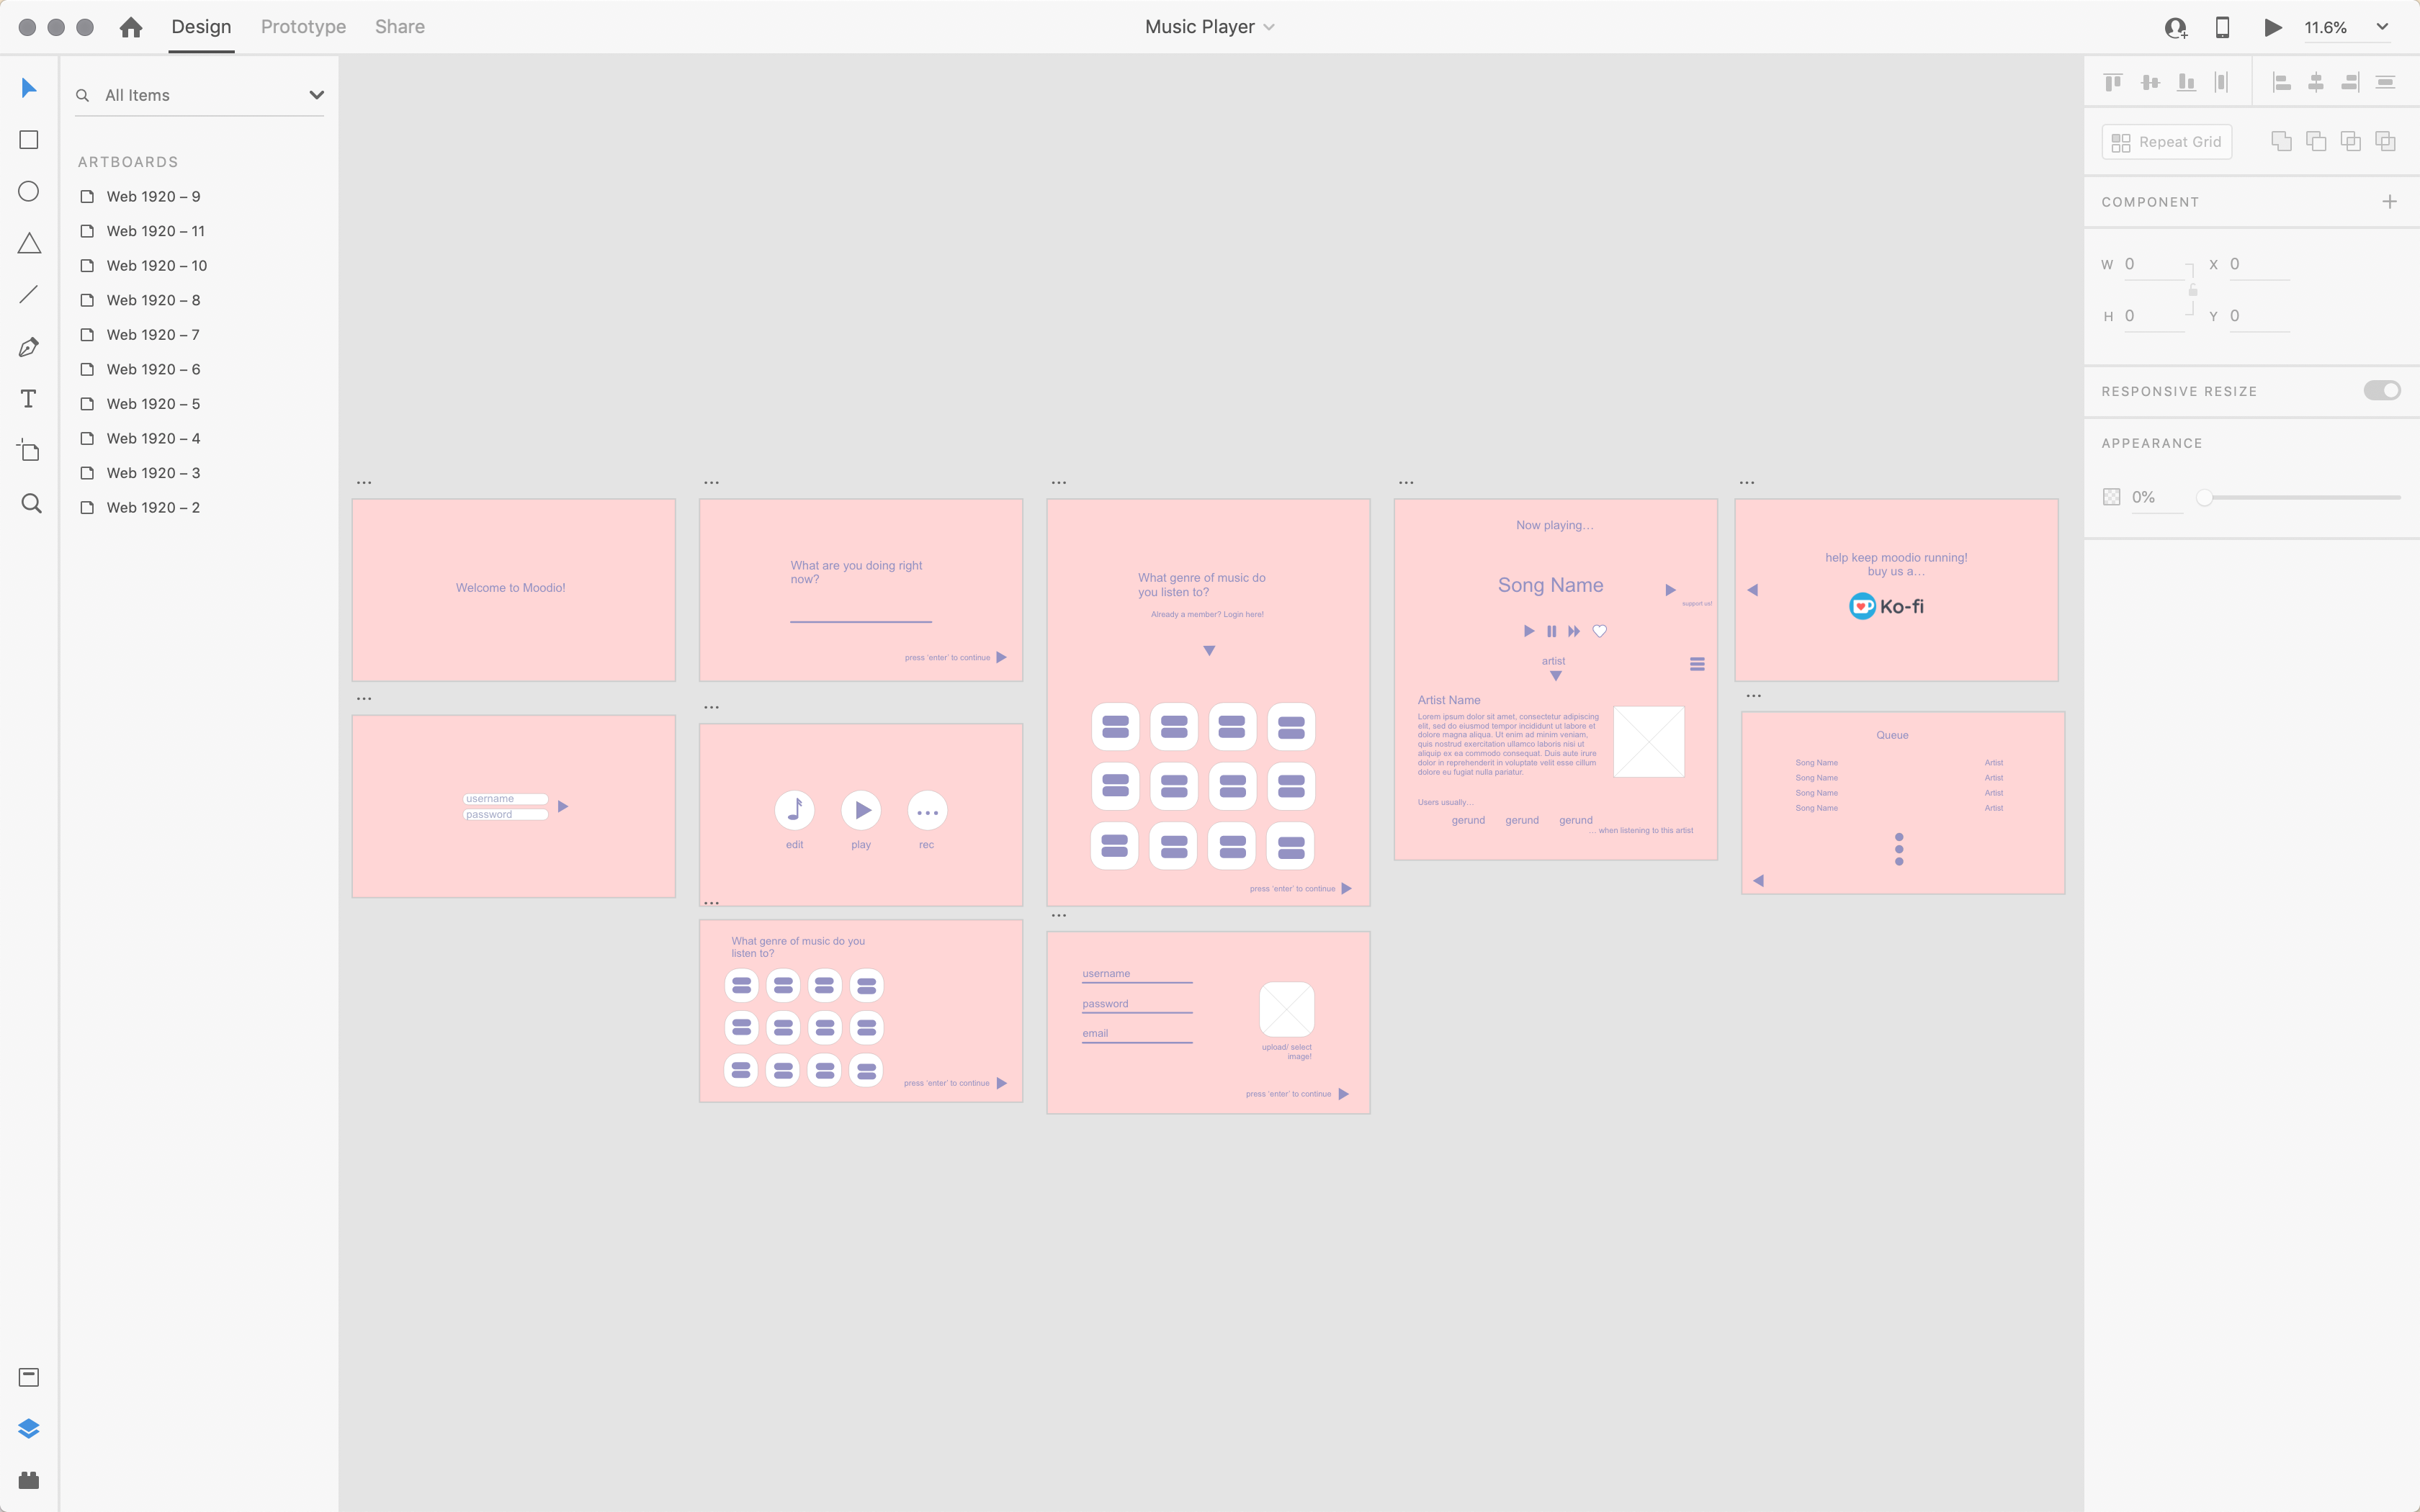 Design
Prototype
Share
Music Player
11.6%
All Items
ARTBOARDS
Web 1920 – 9
Web 1920 – 11
Web 1920 – 10
Web 1920 – 8
Web 1920 – 7
Web 1920 – 6
Web 1920 – 5
Web 1920 – 4
Web 1920 – 3
Web 1920 – 2
...
Welcome to Moodio!
...
username
password
...
What are you doing right
now?
press 'enter' to continue
...
edit
play
rec
...
What genre of music do you
listen to?
press 'enter' to continue
...
What genre of music do
you listen to?
Already a member? Login here!
press 'enter' to continue
...
username
password
email
upload/ select
image!
press 'enter' to continue
...
Now playing...
Song Name
support us!
artist
Artist Name
Lorem ipsum dolor sit amet, consectetur adipiscing
elit, sed do eiusmod tempor incididunt ut labore et
dolore magna aliqua. Ut enim ad minim veniam,
quis nostrud exercitation ullamco laboris nisi ut
aliquip ex ea commodo consequat. Duis aute irure
dolor in reprehenderit in voluptate velit esse cillum
dolore eu fugiat nulla pariatur.
Users usually...
gerund gerund gerund
... when listening to this artist
...
help keep moodio running!
buy us a...
Ko-fi
...
Queue
Song Name Artist
Song Name Artist
Song Name Artist
Song Name Artist
Repeat Grid
COMPONENT
W 0 X 0
H 0 Y 0
RESPONSIVE RESIZE
APPEARANCE
0%